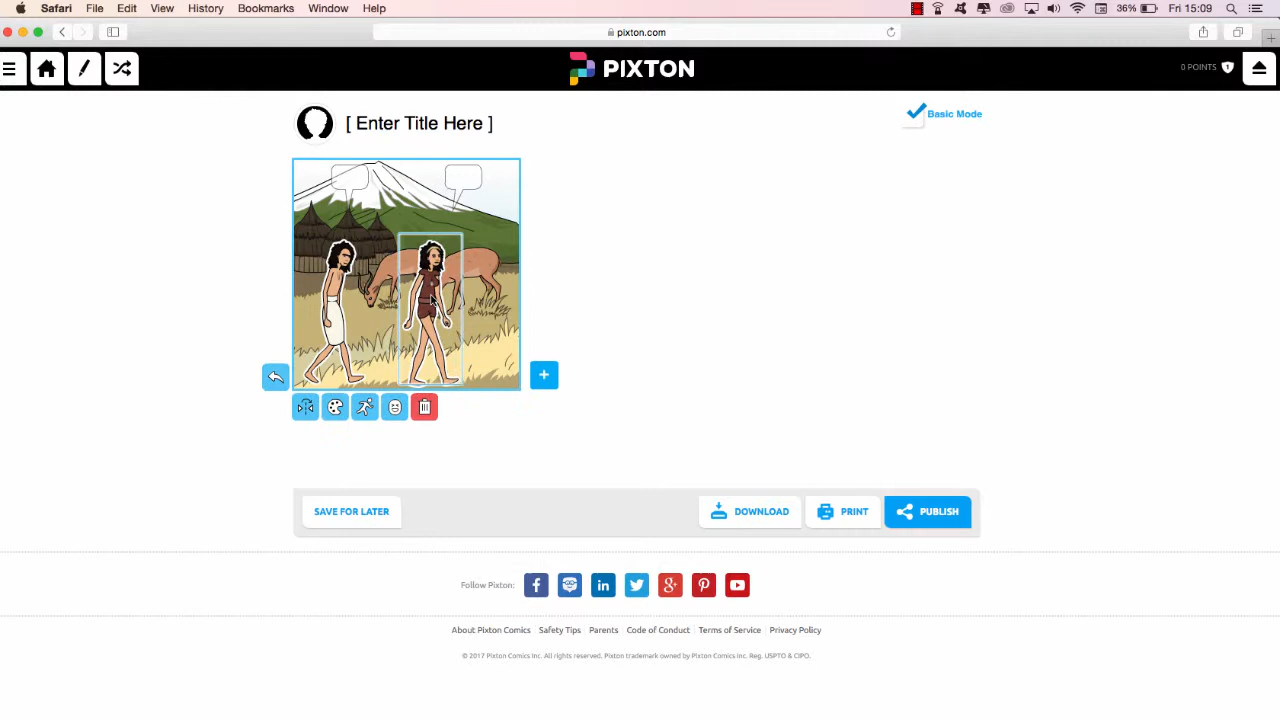 Safari File Edit View History Bookmarks Window Help 36% Fri 15:09
pixton.com
PIXTON
0 POINTS 1
[ Enter Title Here ]
Basic Mode
+
SAVE FOR LATER
DOWNLOAD
PRINT
PUBLISH
Follow Pixton:
About Pixton Comics Safety Tips Parents Code of Conduct Terms of Service Privacy Policy
© 2017 Pixton Comics Inc. All rights reserved. Pixton trademark owned by Pixton Comics Inc. Reg. USPTO & CIPO.